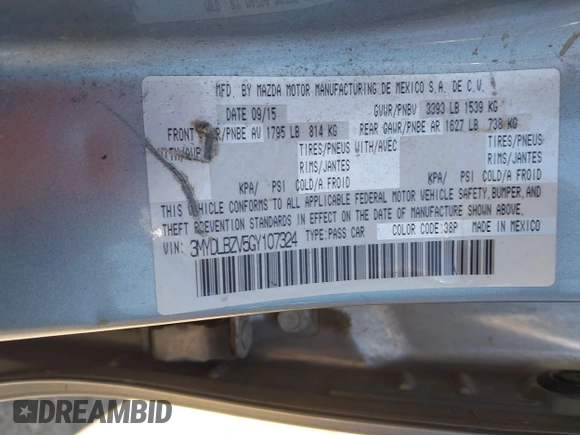 MFD. BY MAZDA MOTOR MANUFACTURING DE MEXICO S.A. DE C.V.
DATE 09/15 GVWR/PNBV 3393 LB 1539 KG
FRONT /PNBE AV 1795 LB 814 KG REAR GAWR/PNBE AR 1627 LB 738 KG
TIRES/PNEUS WITH/AVEC TIRES/PNEUS
RIMS/JANTES RIMS/JANTES
KPA/ PSI COLD/A FROID KPA/ PSI COLD/A FROID
THIS VEHICLE CONFORMS TO ALL APPLICABLE FEDERAL MOTOR VEHICLE SAFETY, BUMPER, AND
THEFT PREVENTION STANDARDS IN EFFECT ON THE DATE OF MANUFACTURE SHOWN ABOVE.
VIN: 3MYDLBZV5GY107324 TYPE: PASS CAR COLOR CODE: 38P MADE IN MEXICO
DREAMBID